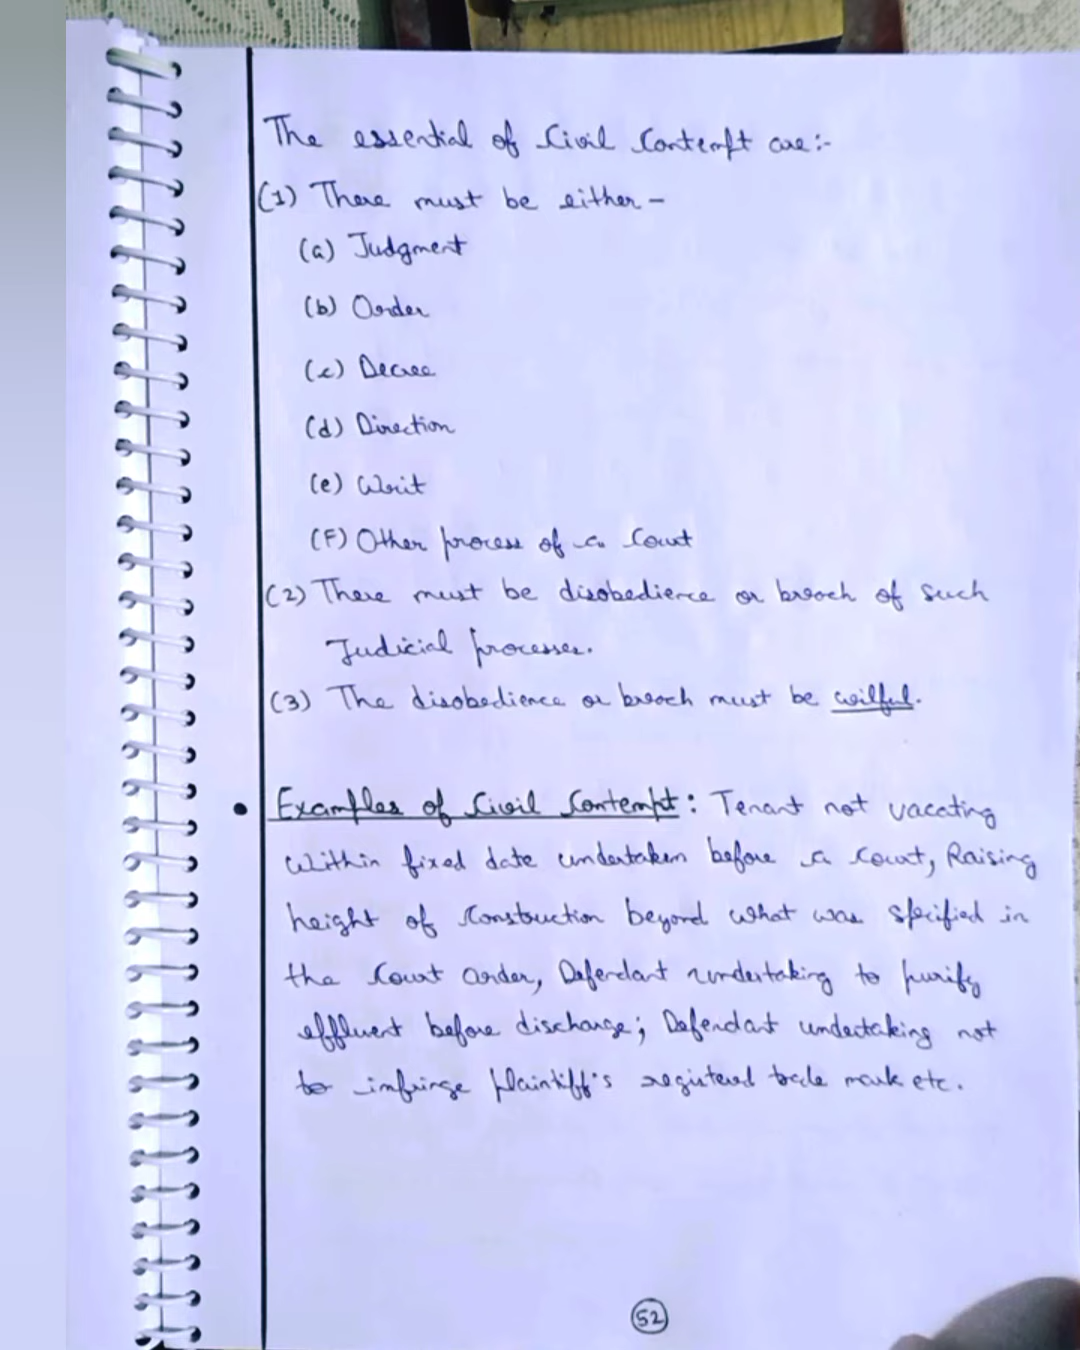 The essential of Civil Contempt are:-
(1) There must be either -
(a) Judgment
(b) Order
(c) Decree
(d) Direction
(e) Writ
(F) Other process of a Court
(2) There must be disobedience or breach of such
Judicial processes.
(3) The disobedience or breach must be wilful.
• Examples of Civil Contempt: Tenant not vacating
Within fixed date undertaken before a Court, Raising
height of Construction beyond what was specified in
the Court order, Defendant undertaking to purify
effluent before discharge; Defendant undertaking not
to infringe plaintiff's registered trade mark etc.
52